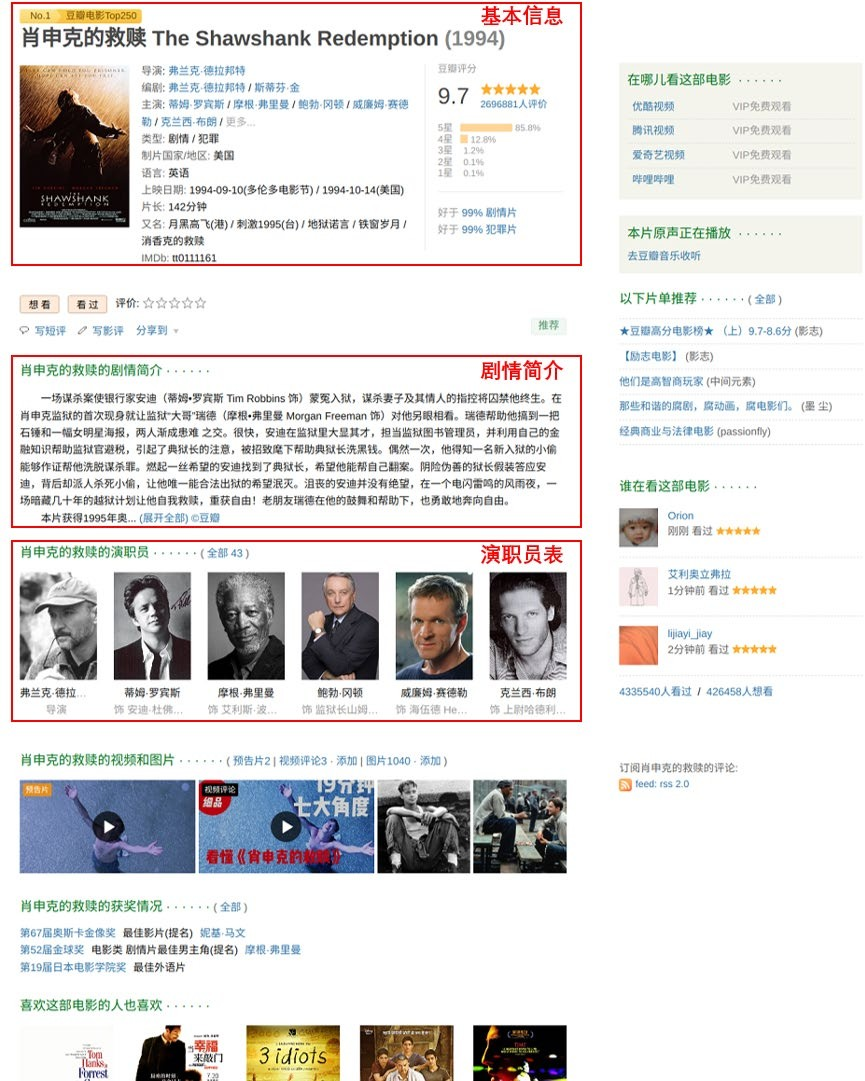 No.1 豆瓣电影Top250
基本信息
肖申克的救赎 The Shawshank Redemption (1994)
导演: 弗兰克·德拉邦特
编剧: 弗兰克·德拉邦特 / 斯蒂芬·金
主演: 蒂姆·罗宾斯 / 摩根·弗里曼 / 鲍勃·冈顿 / 威廉姆·赛德
勒 / 克兰西·布朗 / 更多...
类型: 剧情 / 犯罪
制片国家/地区: 美国
语言: 英语
上映日期: 1994-09-10(多伦多电影节) / 1994-10-14(美国)
片长: 142分钟
又名: 月黑高飞(港) / 刺激1995(台) / 地狱诺言 / 铁窗岁月 /
消香克的救赎
IMDb: tt0111161
SHAWSHANK
REDEMPTION
豆瓣评分
9.7
2696881人评价
5星 85.8%
4星 12.8%
3星 1.2%
2星 0.1%
1星 0.1%
好于 99% 剧情片
好于 99% 犯罪片
想看 看过 评价:
写短评 写影评 分享到
推荐
肖申克的救赎的剧情简介 · · · · · ·
剧情简介
一场谋杀案使银行家安迪（蒂姆•罗宾斯 Tim Robbins 饰）蒙冤入狱，谋杀妻子及其情人的指控将囚禁他终生。在
肖申克监狱的首次现身就让监狱“大哥”瑞德（摩根•弗里曼 Morgan Freeman 饰）对他另眼相看。瑞德帮助他搞到一把
石锤和一幅女明星海报，两人渐成患难 之交。很快，安迪在监狱里大显其才，担当监狱图书管理员，并利用自己的金
融知识帮助监狱官避税，引起了典狱长的注意，被招致麾下帮助典狱长洗黑钱。偶然一次，他得知一名新入狱的小偷
能够作证帮他洗脱谋杀罪。燃起一丝希望的安迪找到了典狱长，希望他能帮自己翻案。阴险伪善的狱长假装答应安
迪，背后却派人杀死小偷，让他唯一能合法出狱的希望泯灭。沮丧的安迪并没有绝望，在一个电闪雷鸣的风雨夜，一
场暗藏几十年的越狱计划让他自我救赎，重获自由！老朋友瑞德在他的鼓舞和帮助下，也勇敢地奔向自由。
本片获得1995年奥... (展开全部) ©豆瓣
肖申克的救赎的演职员 · · · · · · ( 全部 43 )
演职员表
弗兰克·德拉... 蒂姆·罗宾斯 摩根·弗里曼 鲍勃·冈顿 威廉姆·赛德勒 克兰西·布朗
导演 饰 安迪·杜佛... 饰 艾利斯·波... 饰 监狱长山姆... 饰 海伍德 He... 饰 上尉哈德利...
肖申克的救赎的视频和图片 · · · · · · ( 预告片2 | 视频评论3 · 添加 | 图片1040 · 添加 )
预告片
视频评论
19分钟
细品
七大角度
看懂《肖申克的救赎》
肖申克的救赎的获奖情况 · · · · · · ( 全部 )
第67届奥斯卡金像奖 最佳影片(提名) 妮基·马文
第52届金球奖 电影类 剧情片最佳男主角(提名) 摩根·弗里曼
第19届日本电影学院奖 最佳外语片
喜欢这部电影的人也喜欢 · · · · · ·
Tom
Hanks
Forrest
当幸福
来敲门
3 idiots
在哪儿看这部电影 · · · · · ·
优酷视频 VIP免费观看
腾讯视频 VIP免费观看
爱奇艺视频 VIP免费观看
哔哩哔哩 VIP免费观看
本片原声正在播放 · · · · · ·
去豆瓣音乐收听
以下片单推荐 · · · · · · ( 全部 )
★豆瓣高分电影榜★ （上）9.7-8.6分 (影志)
【励志电影】 (影志)
他们是高智商玩家 (中间元素)
那些和谐的腐剧，腐动画，腐电影们。 (墨 尘)
经典商业与法律电影 (passionfly)
谁在看这部电影 · · · · · ·
Orion
刚刚 看过
艾利奥立弗拉
1分钟前 看过
lijiayi_jiay
2分钟前 看过
4335540人看过 / 426458人想看
订阅肖申克的救赎的评论:
feed: rss 2.0